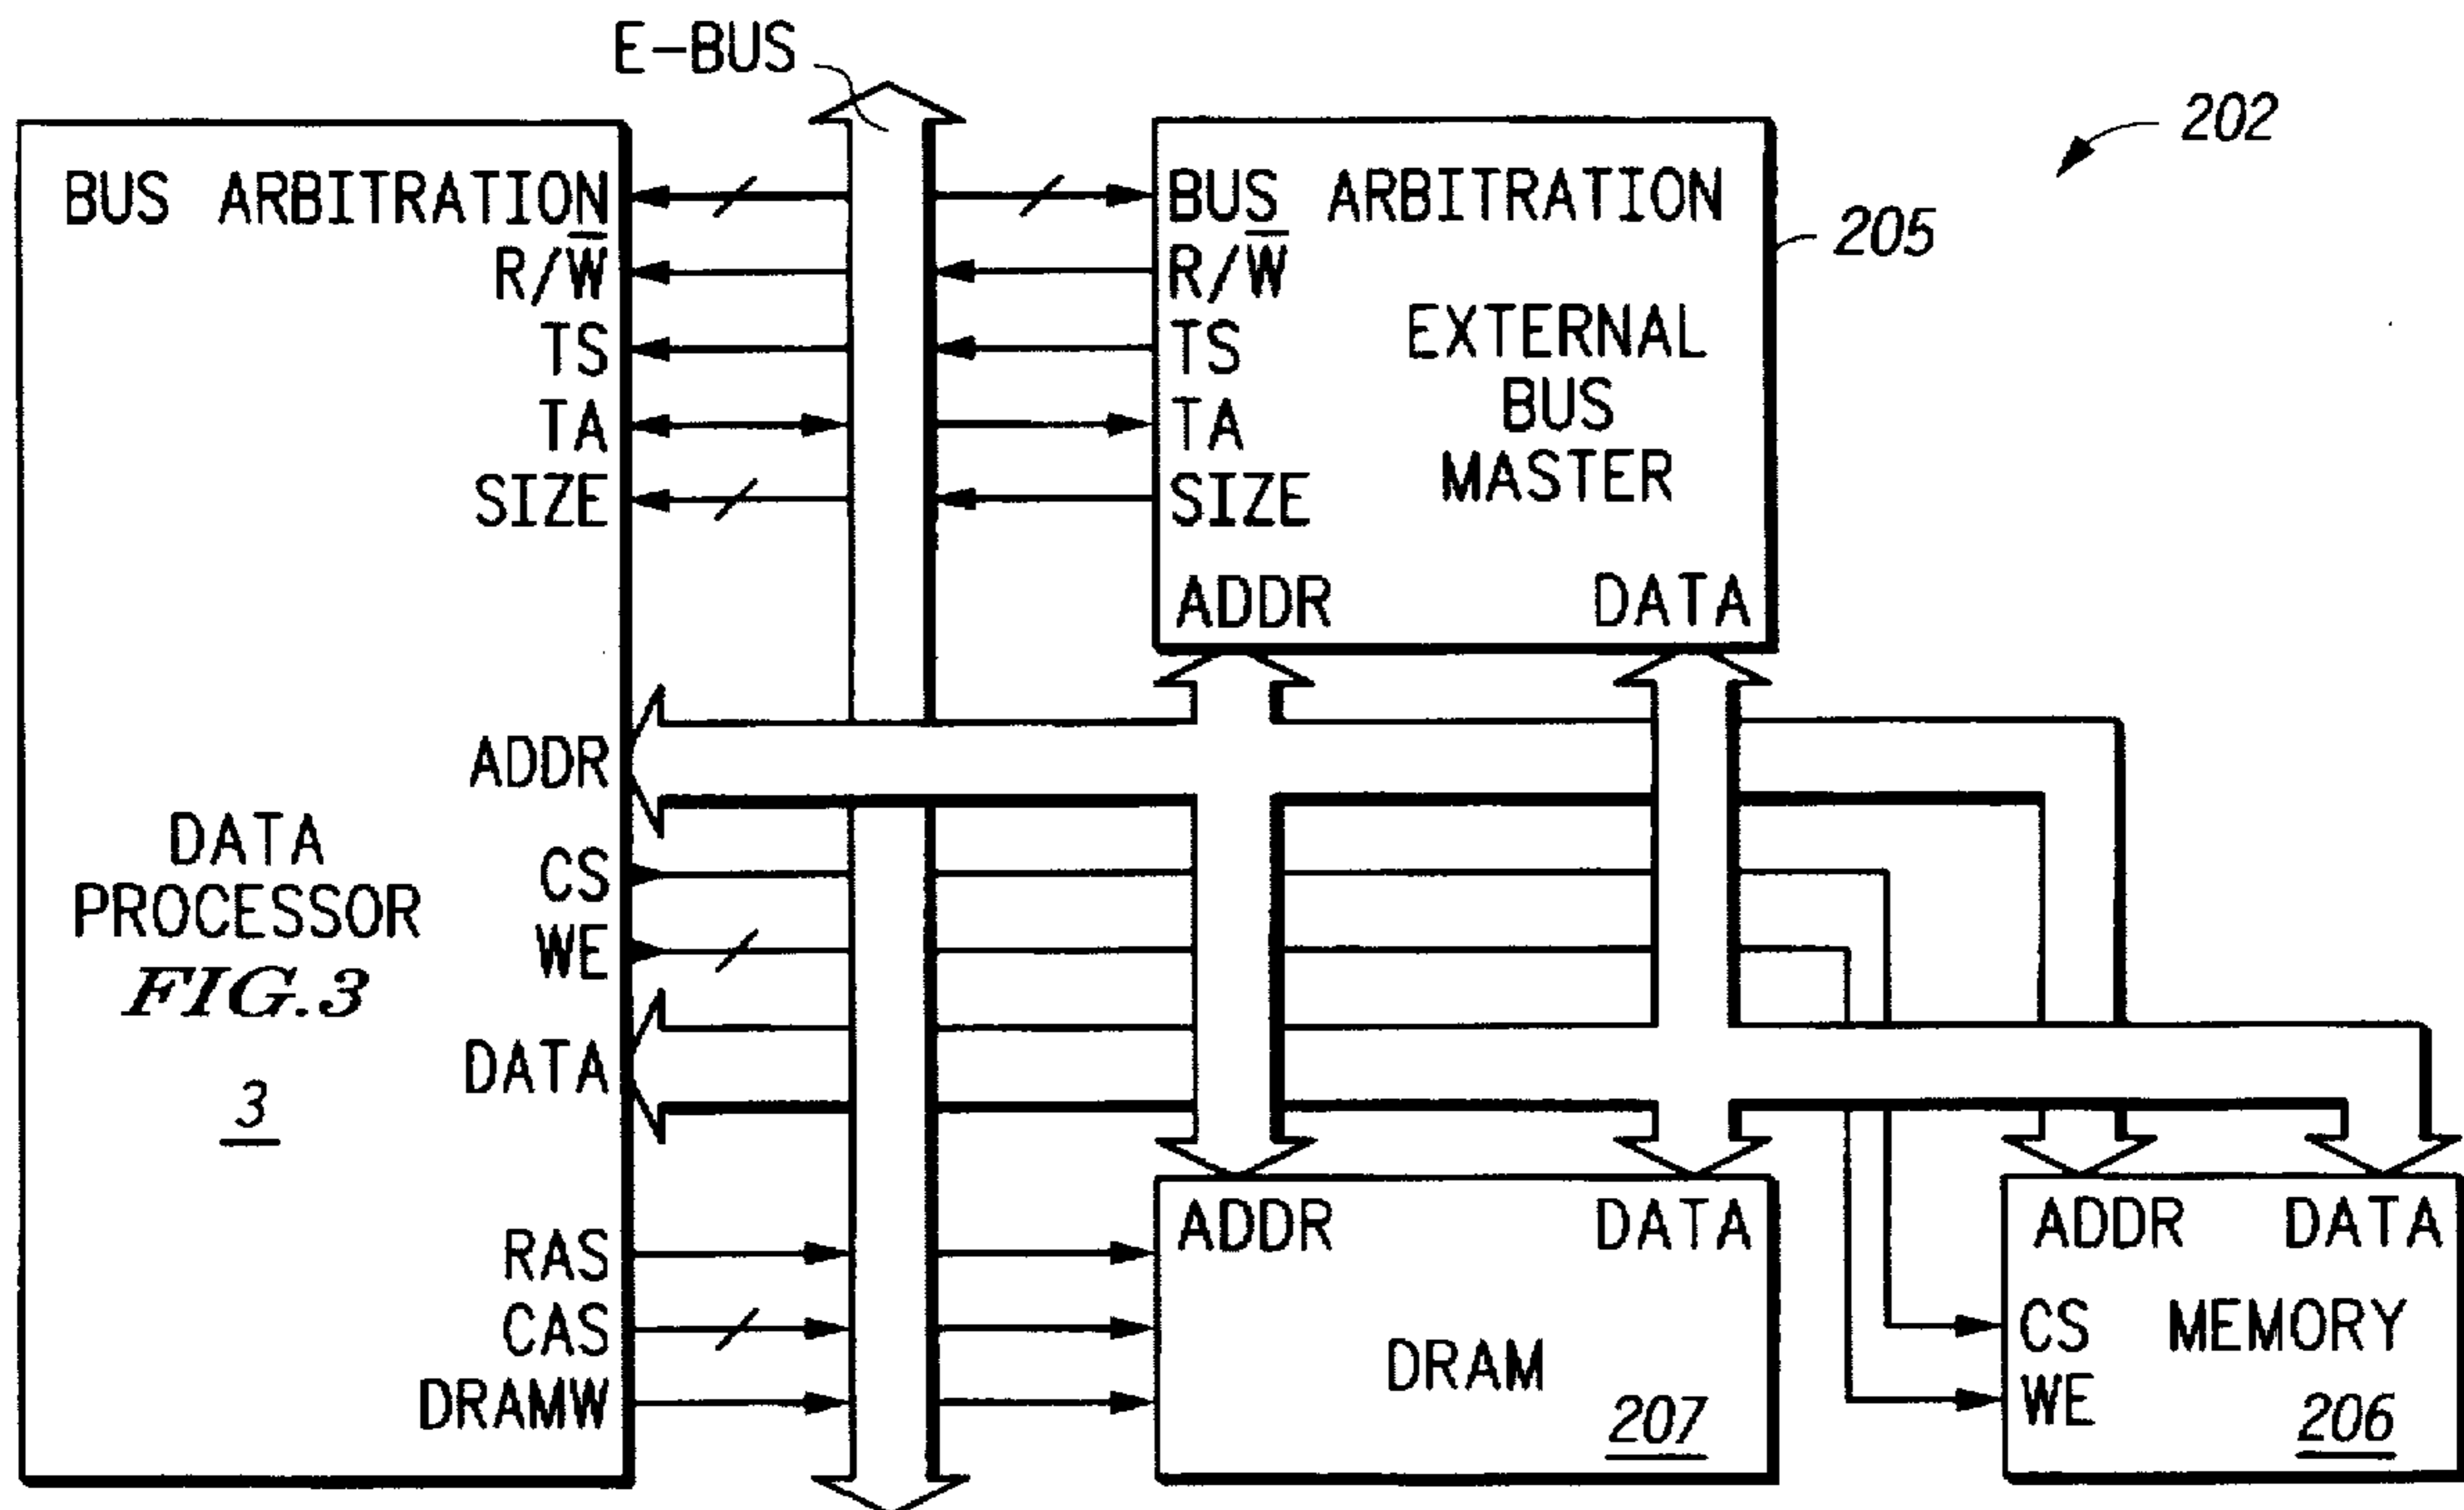 E-BUS
202
BUS ARBITRATION
R/W̅
TS
TA
SIZE
ADDR
CS
WE
DATA
RAS
CAS
DRAMW
DATA
PROCESSOR
FIG.3
3
BUS ARBITRATION
R/W̅
TS
TA
SIZE
EXTERNAL
BUS
MASTER
ADDR DATA
205
ADDR DATA
DRAM
207
ADDR DATA
CS
WE
MEMORY
206